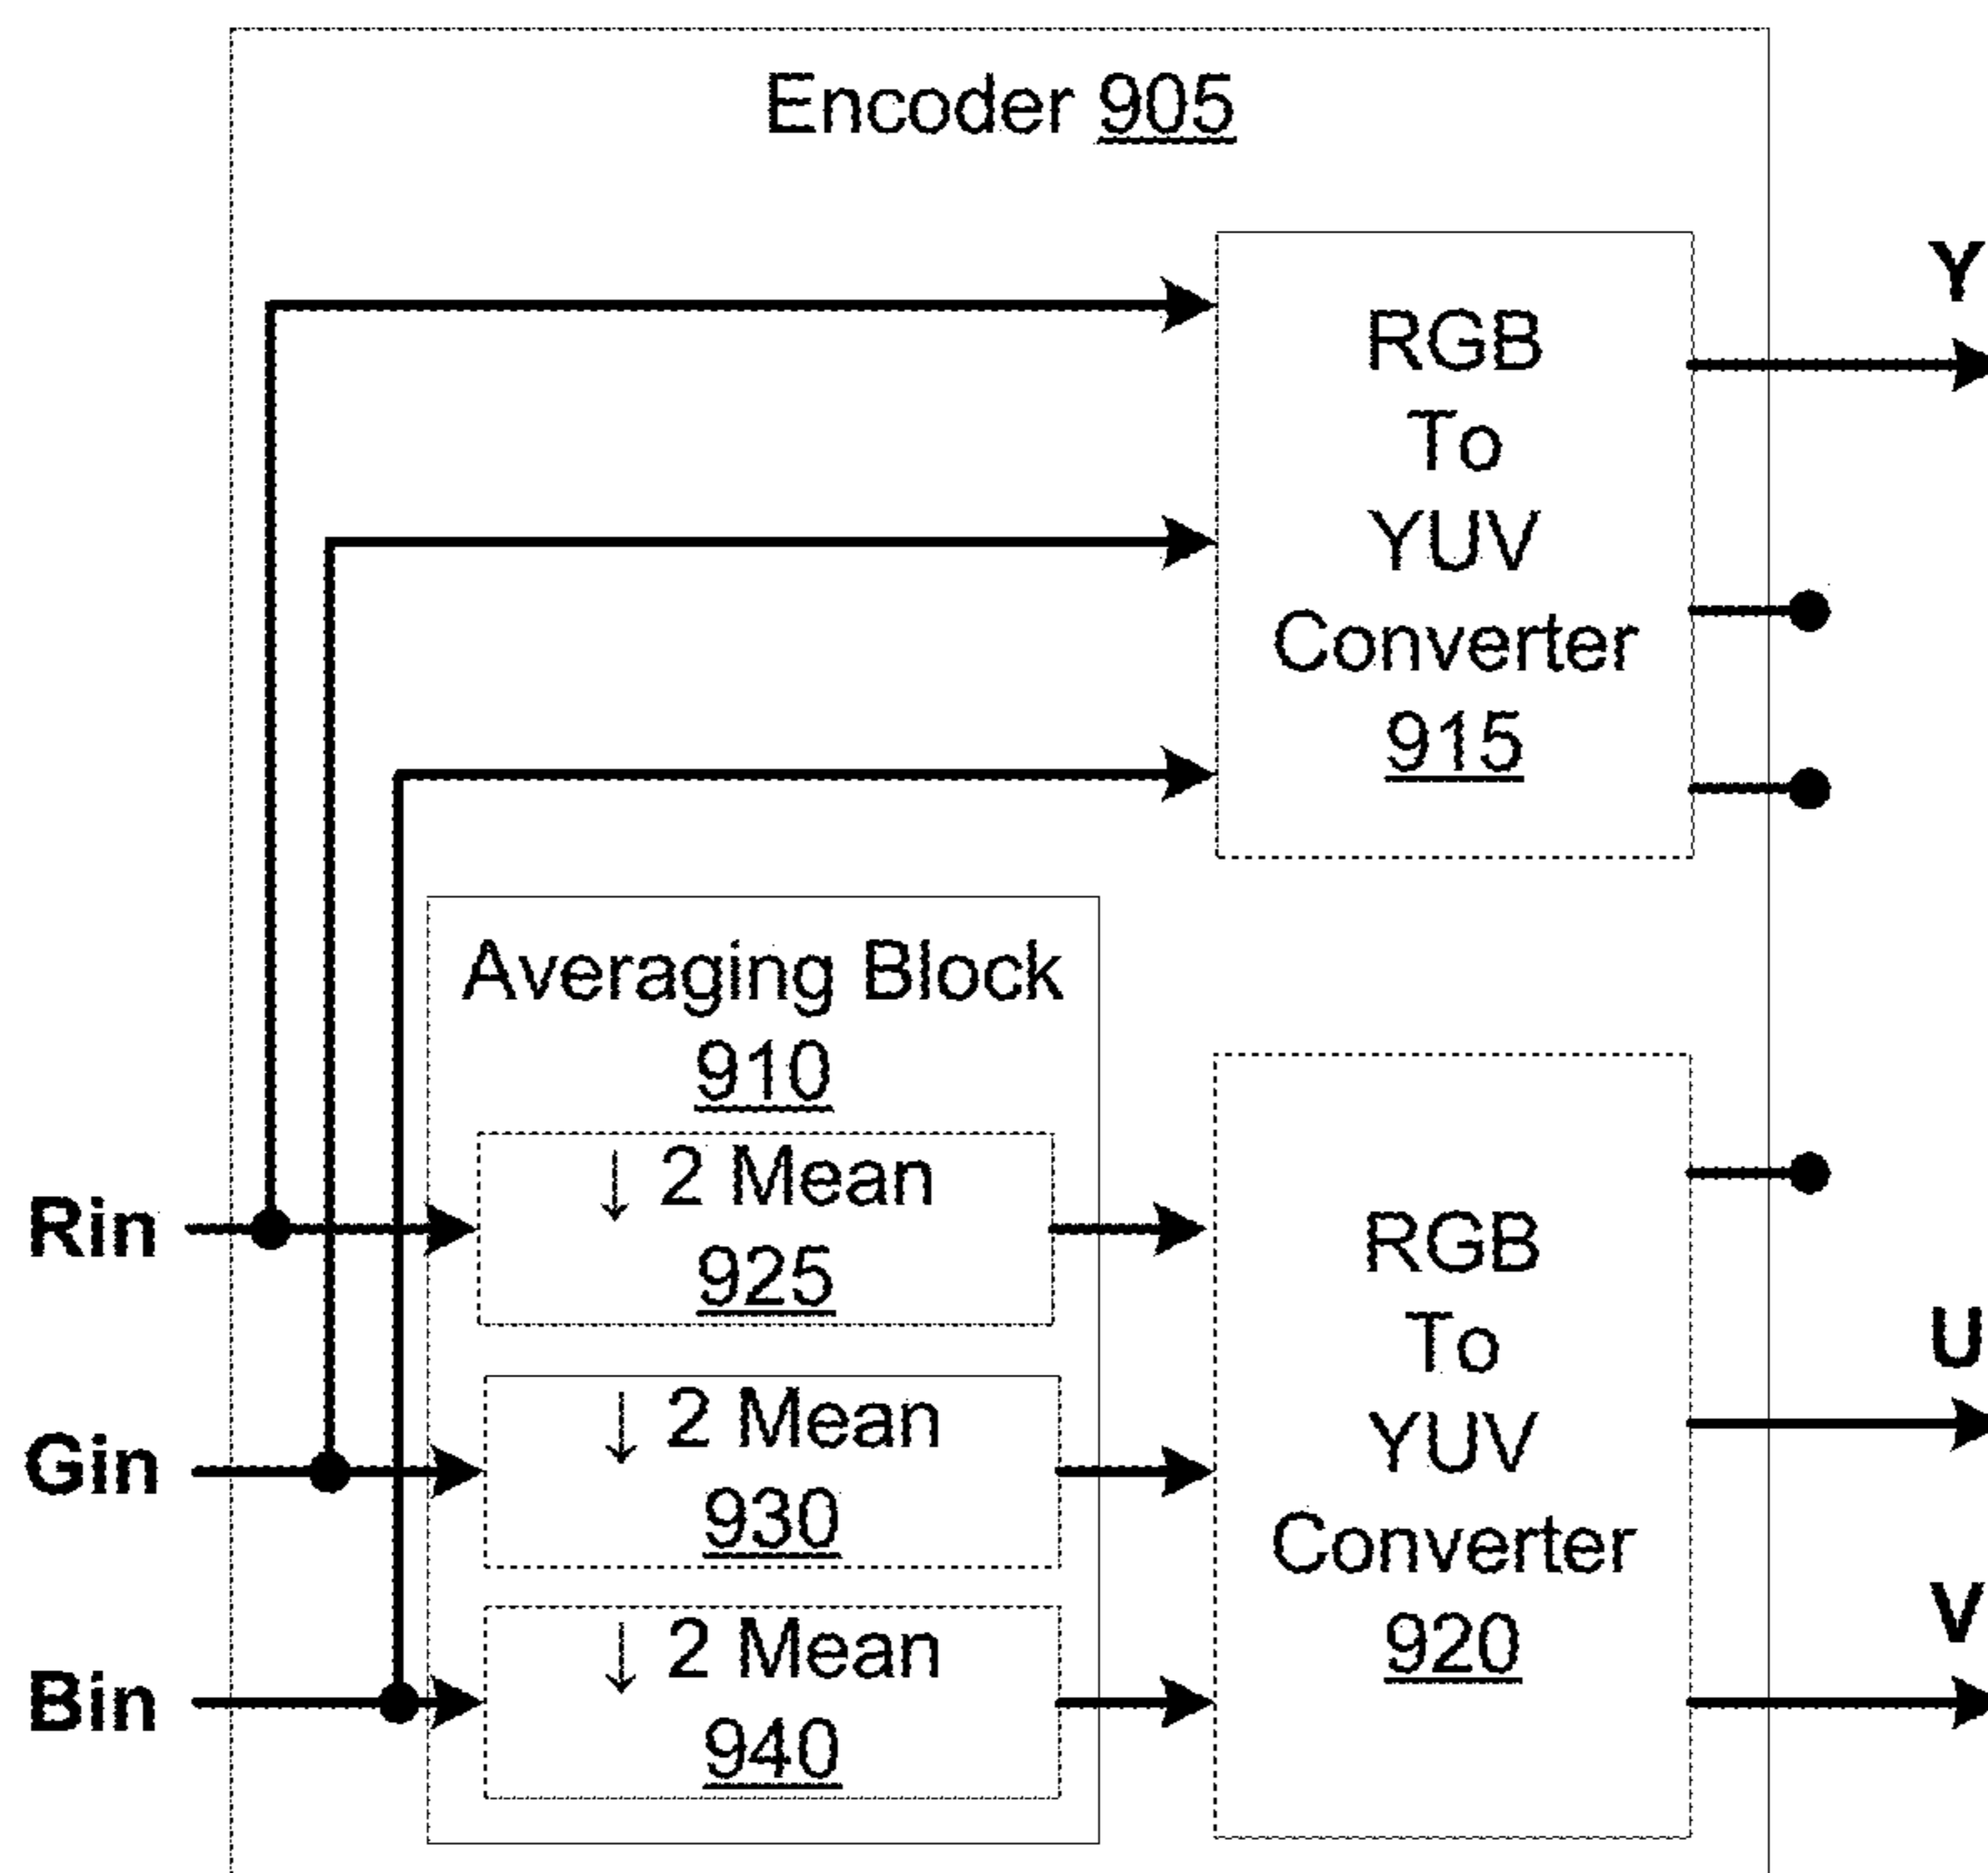 Encoder 905
Y
RGB
To
YUV
Converter
915
Averaging Block
910
↓ 2 Mean
925
Rin
↓ 2 Mean
930
Gin
↓ 2 Mean
940
Bin
RGB
To
YUV
Converter
920
U
V